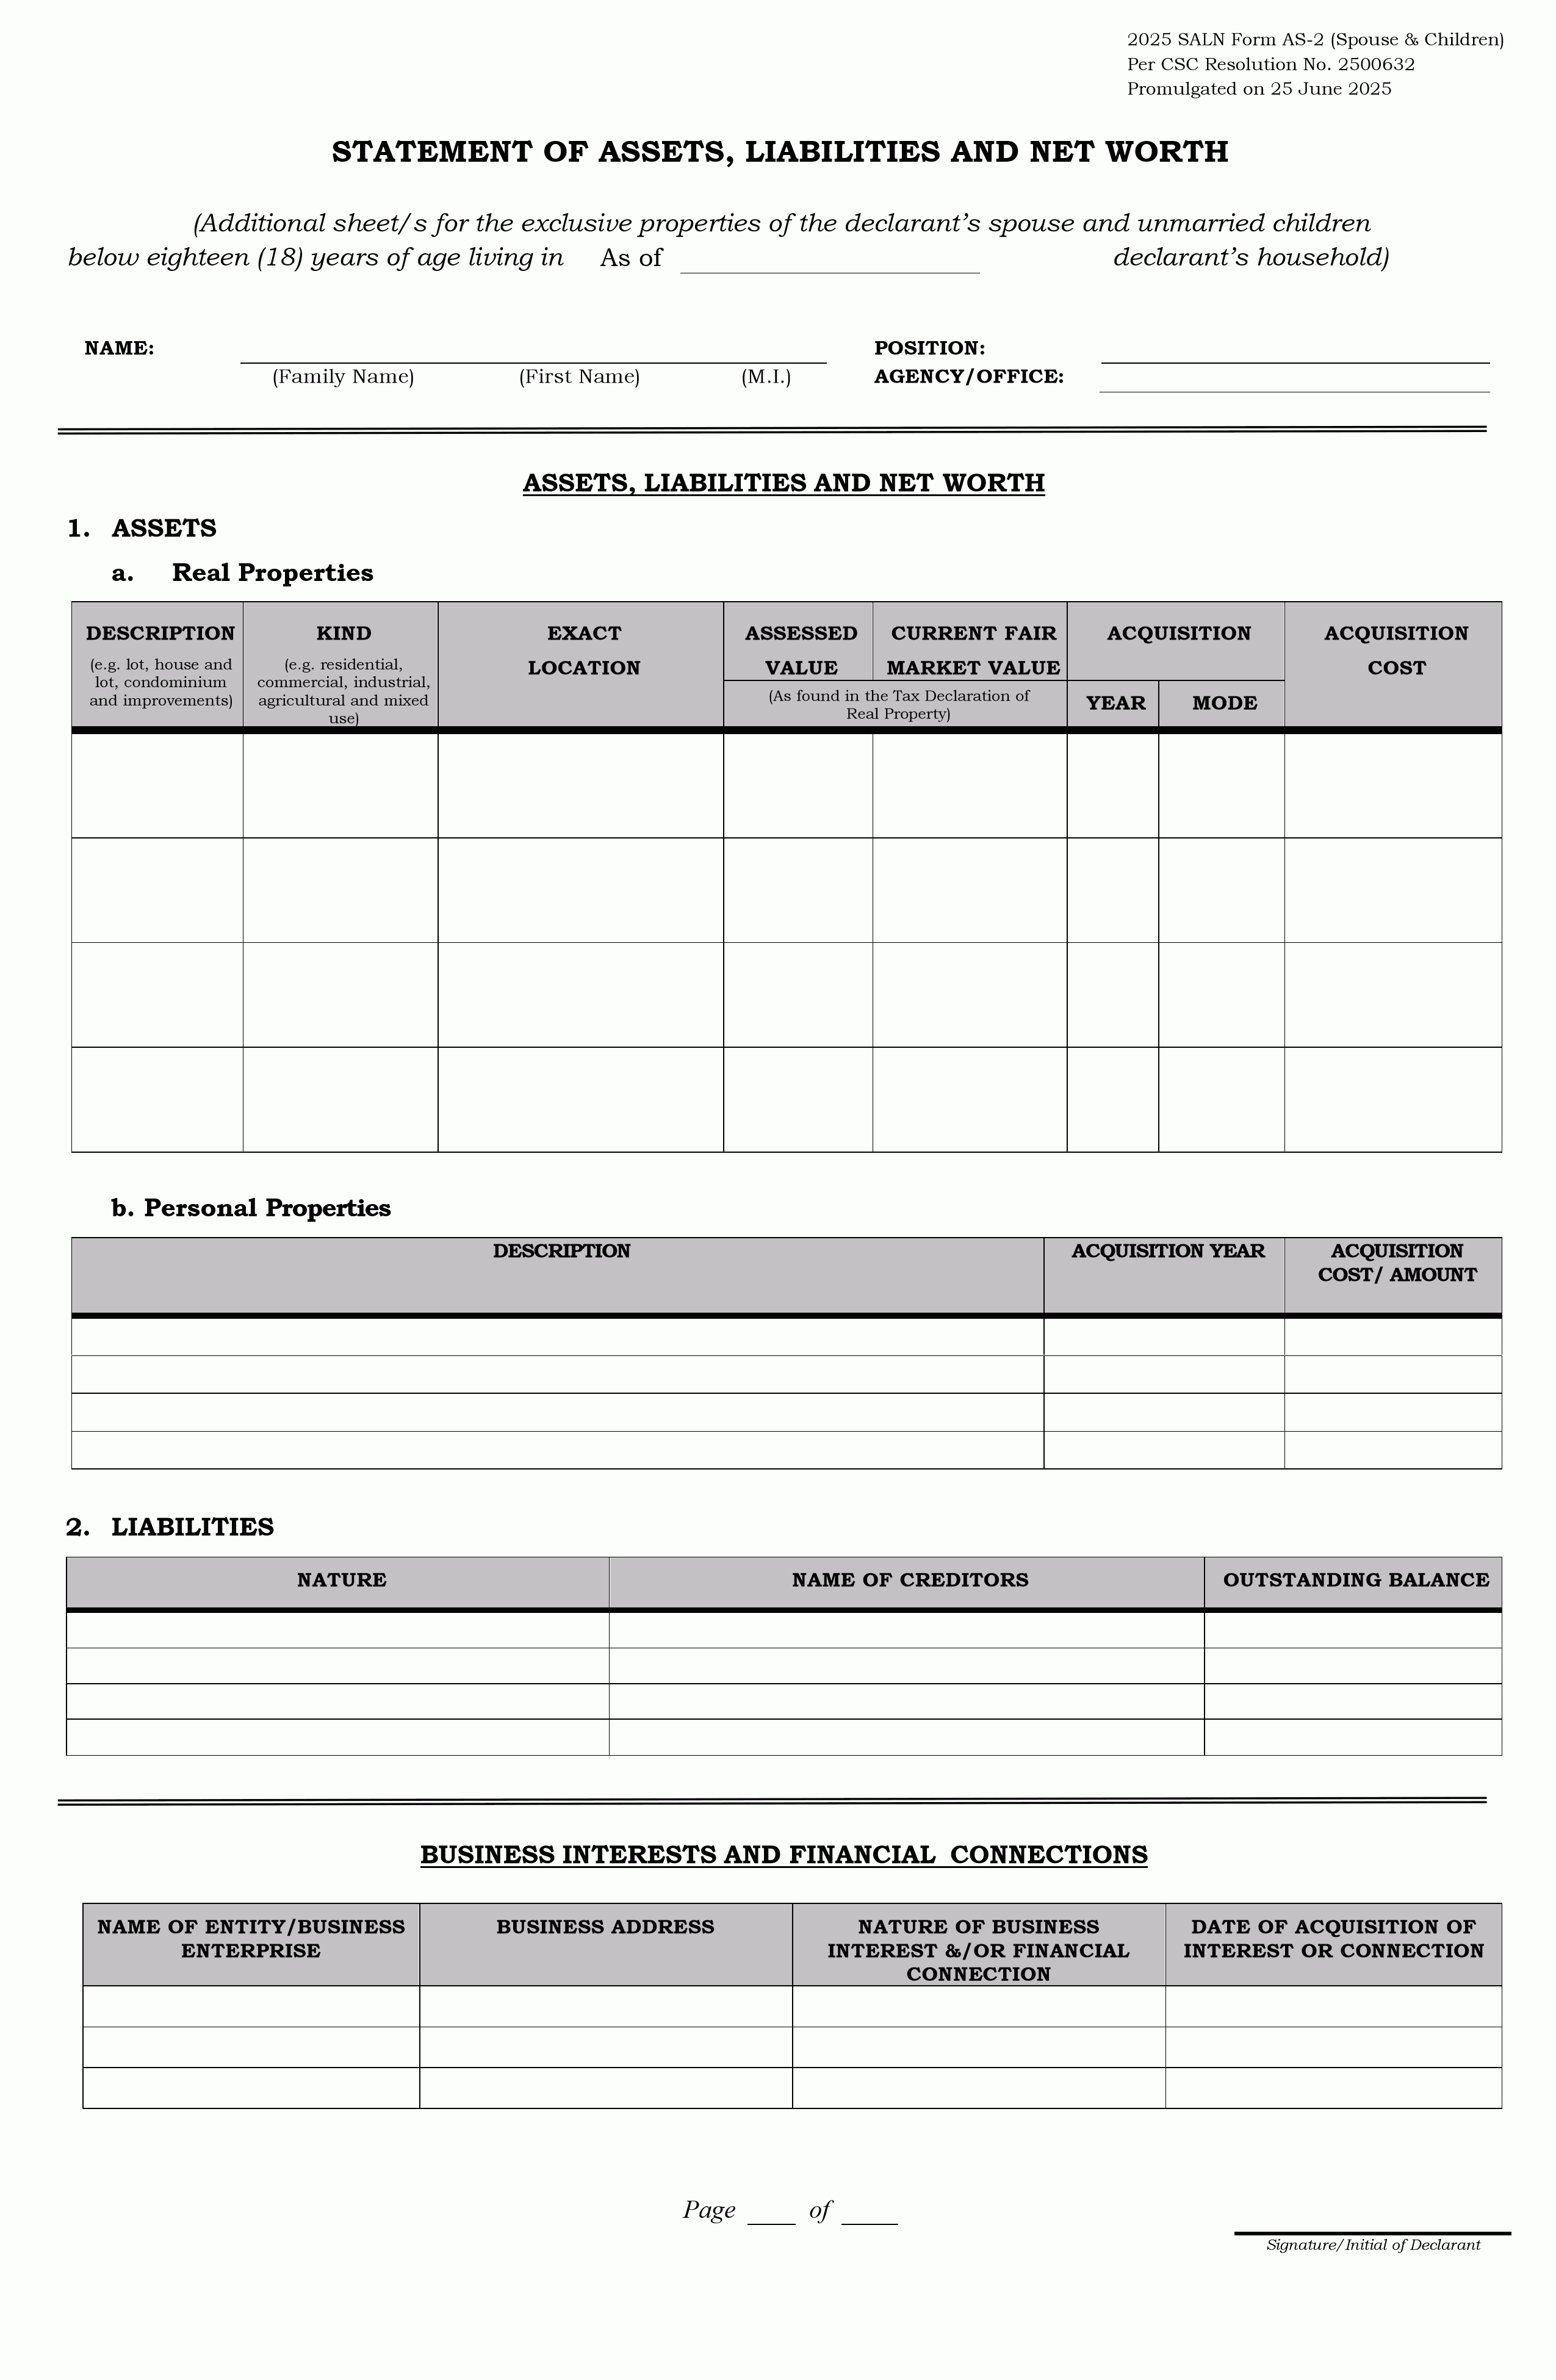 2025 SALN Form AS-2 (Spouse & Children)
Per CSC Resolution No. 2500632
Promulgated on 25 June 2025
STATEMENT OF ASSETS, LIABILITIES AND NET WORTH
(Additional sheet/s for the exclusive properties of the declarant's spouse and unmarried children
below eighteen (18) years of age living in As of ____________ declarant's household)
NAME: ____________ POSITION: ____________
(Family Name) (First Name) (M.I.) AGENCY/OFFICE: ____________
ASSETS, LIABILITIES AND NET WORTH
1. ASSETS
a. Real Properties
DESCRIPTION
(e.g. lot, house and
lot, condominium
and improvements)
KIND
(e.g. residential,
commercial, industrial,
agricultural and mixed
use)
EXACT
LOCATION
ASSESSED
VALUE
CURRENT FAIR
MARKET VALUE
(As found in the Tax Declaration of
Real Property)
ACQUISITION
YEAR MODE
ACQUISITION
COST
b. Personal Properties
DESCRIPTION
ACQUISITION YEAR
ACQUISITION
COST/ AMOUNT
2. LIABILITIES
NATURE NAME OF CREDITORS OUTSTANDING BALANCE
BUSINESS INTERESTS AND FINANCIAL CONNECTIONS
NAME OF ENTITY/BUSINESS
ENTERPRISE
BUSINESS ADDRESS
NATURE OF BUSINESS
INTEREST &/OR FINANCIAL
CONNECTION
DATE OF ACQUISITION OF
INTEREST OR CONNECTION
Page ____ of ____
Signature/Initial of Declarant